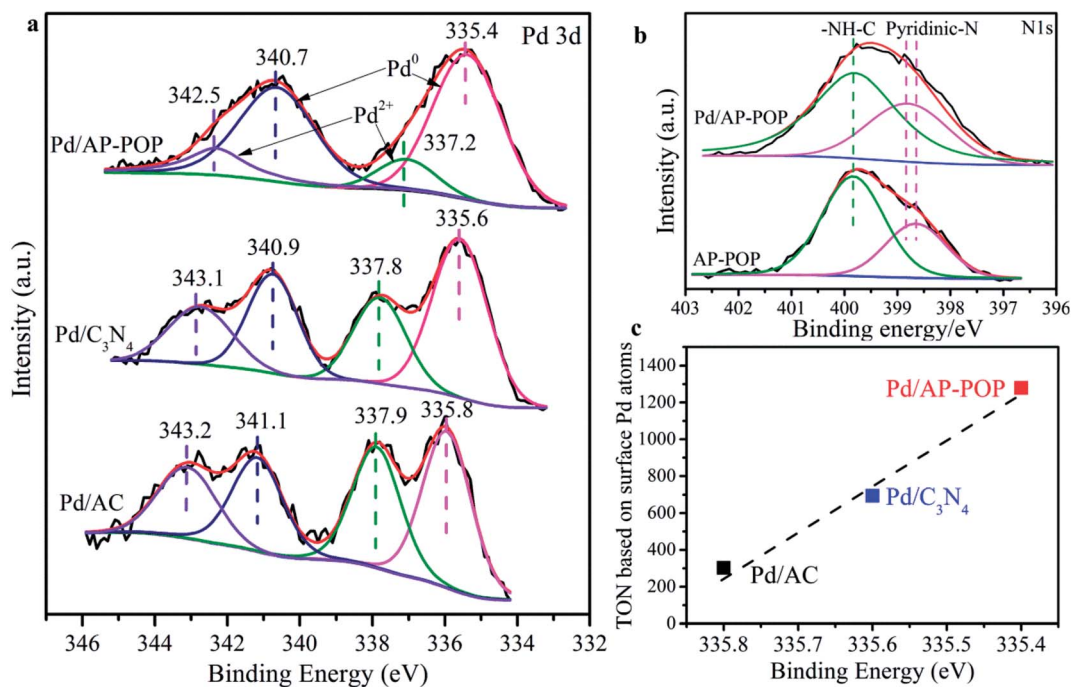 a
Pd 3d
335.4
340.7
Pd⁰
342.5
Pd²⁺
337.2
Pd/AP-POP
335.6
340.9
343.1
337.8
Pd/C₃N₄
335.8
343.2
341.1
337.9
Pd/AC
Intensity (a.u.)
346 344 342 340 338 336 334 332
Binding Energy (eV)
b
-NH-C Pyridinic-N
N1s
Pd/AP-POP
AP-POP
Intensity (a.u.)
403 402 401 400 399 398 397 396
Binding energy/eV
c
1400
1200
1000
800
600
400
200
0
TON based on surface Pd atoms
Pd/AP-POP
Pd/C₃N₄
Pd/AC
335.8 335.7 335.6 335.5 335.4
Binding Energy (eV)